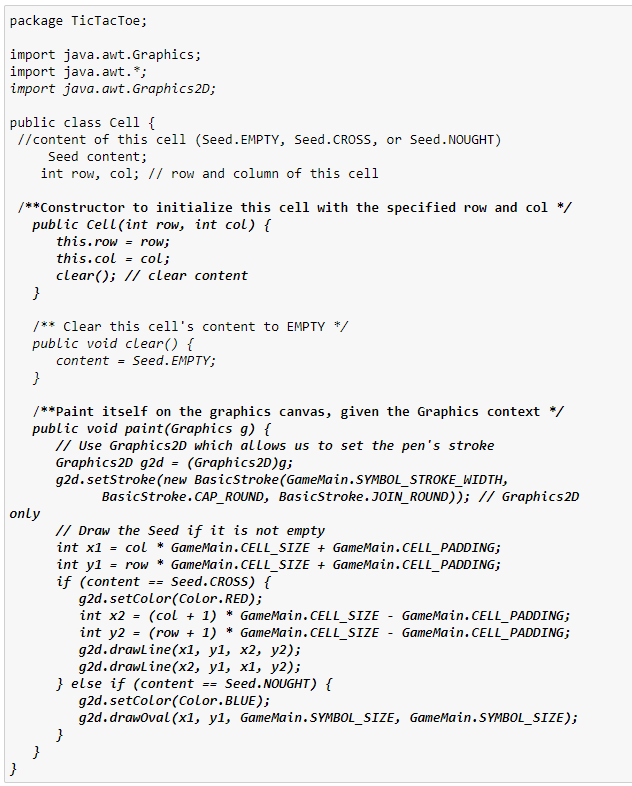 package TicTacToe;

import java.awt.Graphics;
import java.awt.*;
import java.awt.Graphics2D;

public class Cell {
 //content of this cell (Seed.EMPTY, Seed.CROSS, or Seed.NOUGHT)
     Seed content;
    int row, col; // row and column of this cell

 /**Constructor to initialize this cell with the specified row and col */
   public Cell(int row, int col) {
      this.row = row;
      this.col = col;
      clear(); // clear content
   }

   /** Clear this cell's content to EMPTY */
   public void clear() {
      content = Seed.EMPTY;
   }

   /**Paint itself on the graphics canvas, given the Graphics context */
   public void paint(Graphics g) {
      // Use Graphics2D which allows us to set the pen's stroke
      Graphics2D g2d = (Graphics2D)g;
      g2d.setStroke(new BasicStroke(GameMain.SYMBOL_STROKE_WIDTH,
            BasicStroke.CAP_ROUND, BasicStroke.JOIN_ROUND)); // Graphics2D
only
      // Draw the Seed if it is not empty
      int x1 = col * GameMain.CELL_SIZE + GameMain.CELL_PADDING;
      int y1 = row * GameMain.CELL_SIZE + GameMain.CELL_PADDING;
      if (content == Seed.CROSS) {
         g2d.setColor(Color.RED);
         int x2 = (col + 1) * GameMain.CELL_SIZE - GameMain.CELL_PADDING;
         int y2 = (row + 1) * GameMain.CELL_SIZE - GameMain.CELL_PADDING;
         g2d.drawLine(x1, y1, x2, y2);
         g2d.drawLine(x2, y1, x1, y2);
      } else if (content == Seed.NOUGHT) {
         g2d.setColor(Color.BLUE);
         g2d.drawOval(x1, y1, GameMain.SYMBOL_SIZE, GameMain.SYMBOL_SIZE);
      }
   }
}